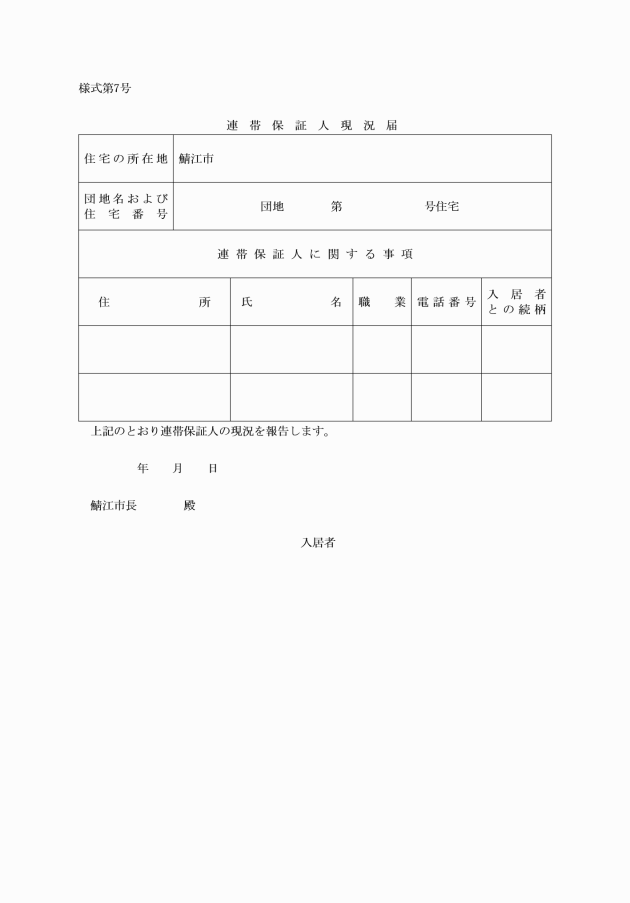 様式第7号
連帯保証人現況届
住宅の所在地 鯖江市
団地名および
住宅番号
団地 第 号住宅
連帯保証人に関する事項
住所 氏名 職業 電話番号 入居者
との続柄
上記のとおり連帯保証人の現況を報告します。
年 月 日
鯖江市長 殿
入居者